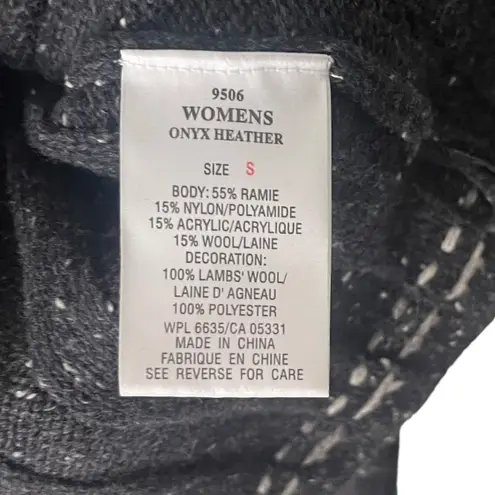 9506
WOMENS
ONYX HEATHER
SIZE S
BODY: 55% RAMIE
15% NYLON/POLYAMIDE
15% ACRYLIC/ACRYLIQUE
15% WOOL/LAINE
DECORATION:
100% LAMBS' WOOL/
LAINE D' AGNEAU
100% POLYESTER
WPL 6635/CA 05331
MADE IN CHINA
FABRIQUE EN CHINE
SEE REVERSE FOR CARE